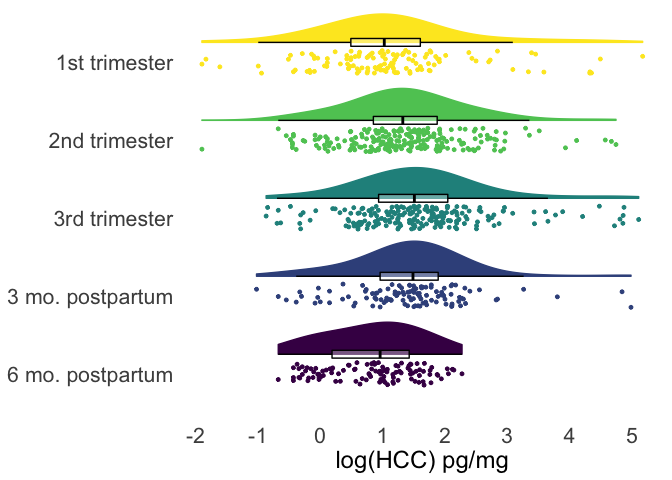 1st trimester
2nd trimester
3rd trimester
3 mo. postpartum
6 mo. postpartum
-2 -1 0 1 2 3 4 5
log(HCC) pg/mg